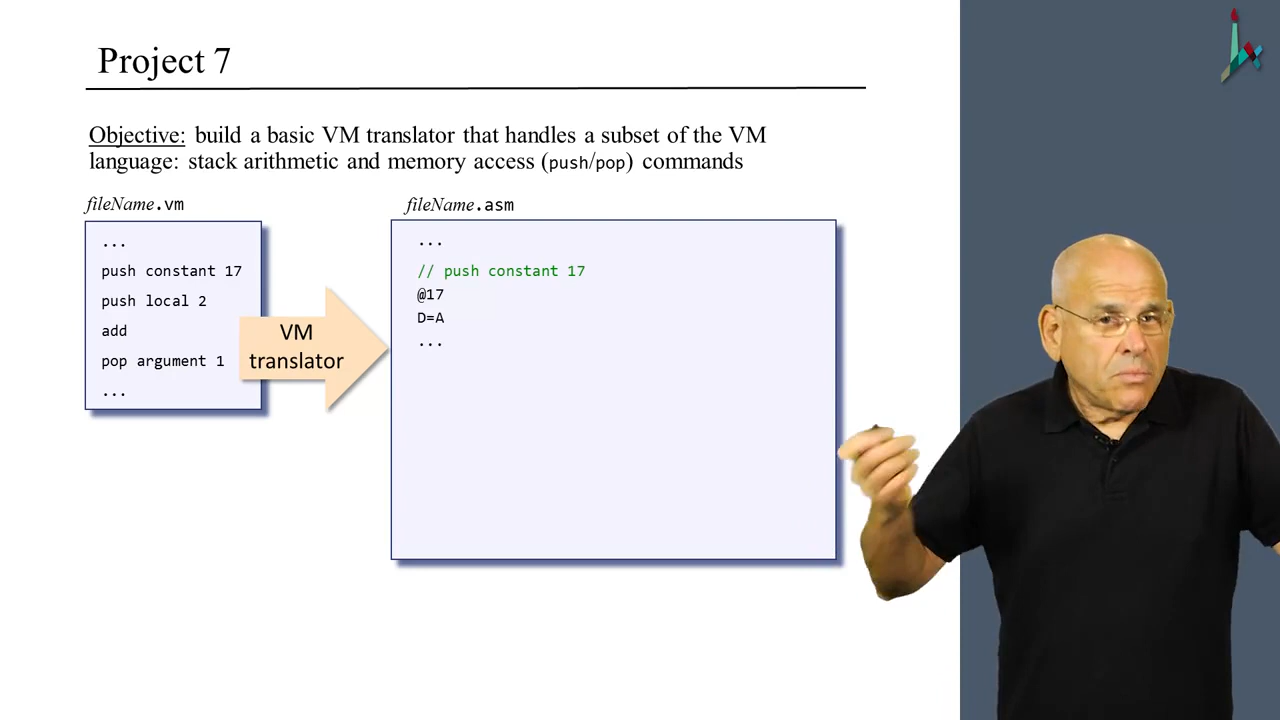 Project 7
Objective: build a basic VM translator that handles a subset of the VM
language: stack arithmetic and memory access (push/pop) commands
fileName.vm
...
push constant 17
push local 2
add
pop argument 1
...
VM
translator
fileName.asm
...
// push constant 17
@17
D=A
...